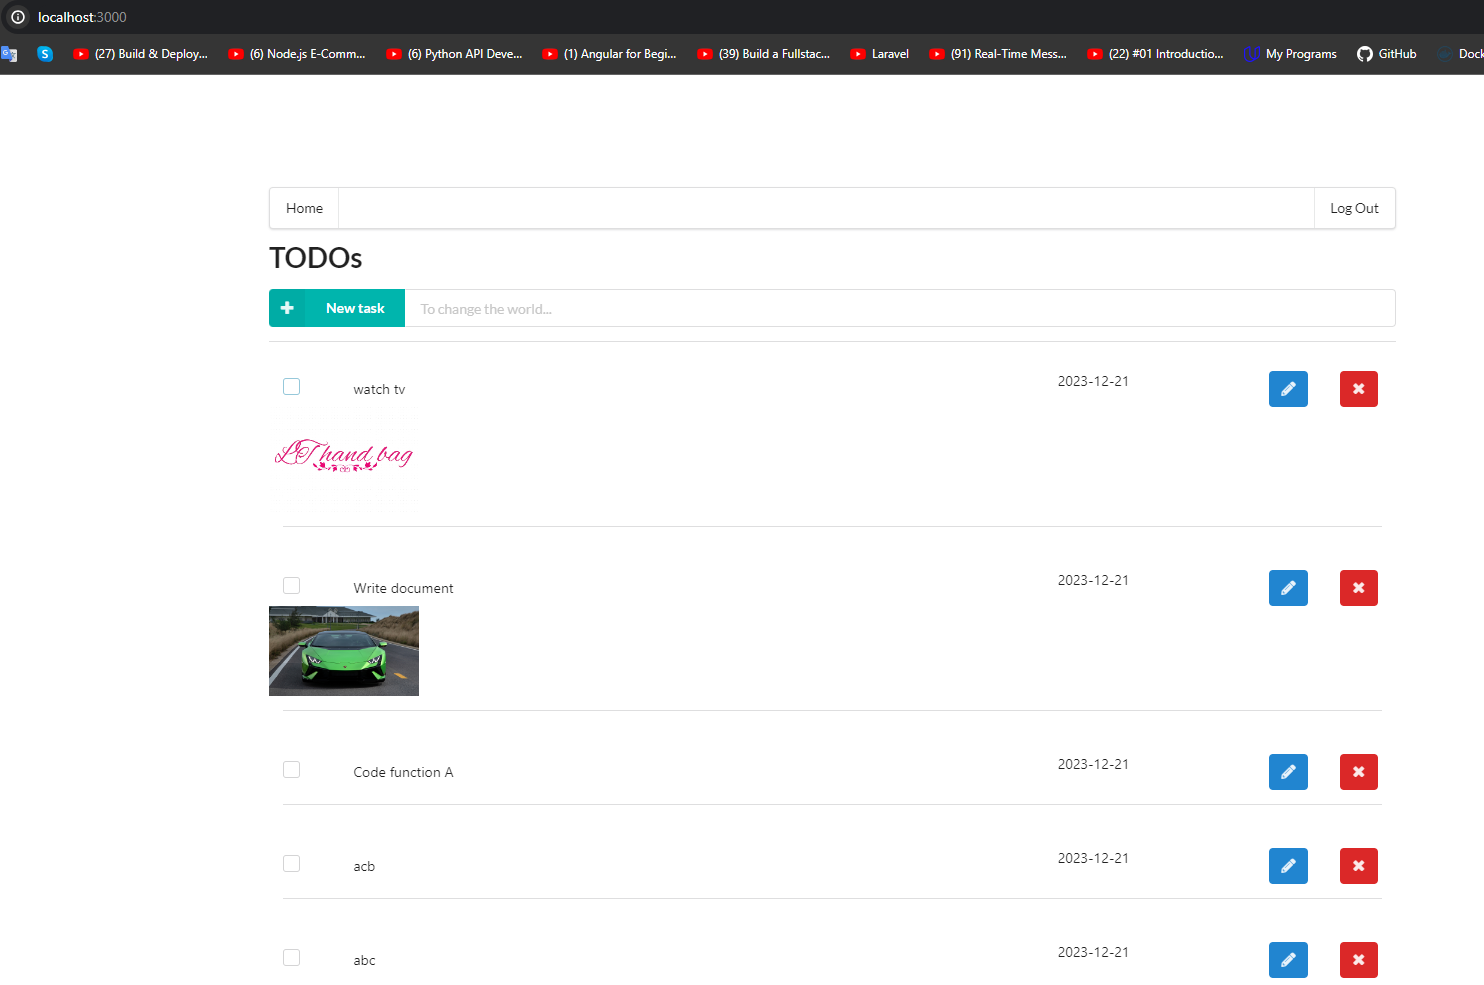 localhost:3000
(27) Build & Deploy... (6) Node.js E-Comm... (6) Python API Deve... (1) Angular for Begi... (39) Build a Fullstac... Laravel (91) Real-Time Mess... (22) #01 Introductio... My Programs GitHub Dock
Home Log Out
TODOs
New task To change the world...
watch tv 2023-12-21
LT hand bag
Write document 2023-12-21
Code function A 2023-12-21
acb 2023-12-21
abc 2023-12-21